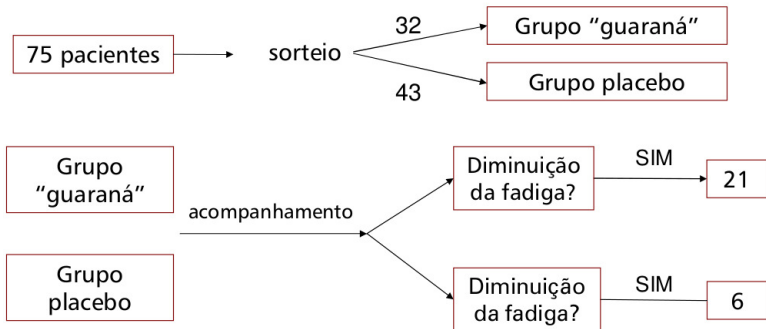 75 pacientes
sorteio
32
43
Grupo “guaraná”
Grupo placebo
Grupo
“guaraná”
Grupo
placebo
acompanhamento
Diminuição
da fadiga?
SIM
21
Diminuição
da fadiga?
SIM
6